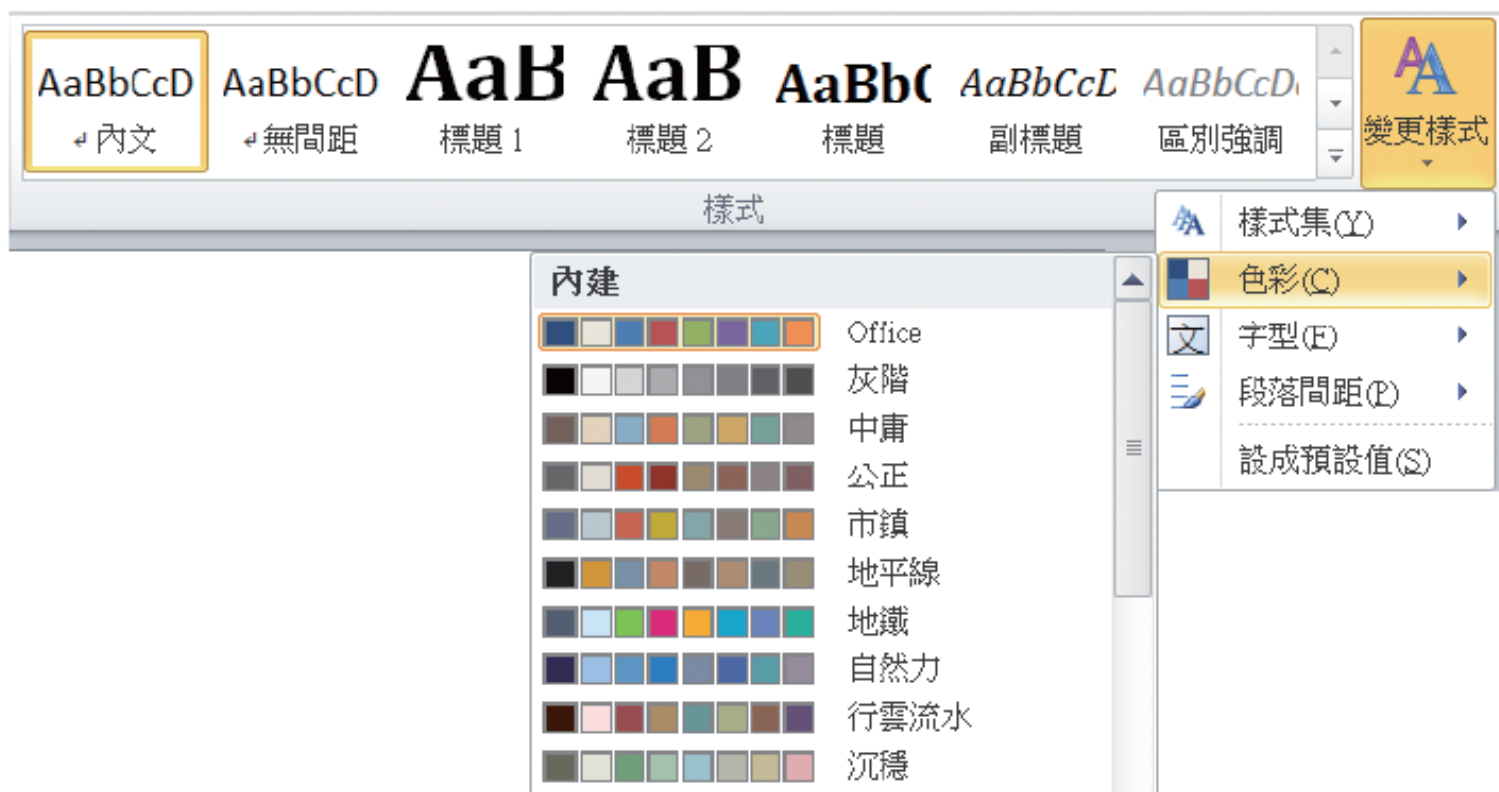 AaBbCcD AaBbCcD AaB AaB AaBb( AaBbCcD AaBbCcD
↲內文 ↲無間距 標題 1 標題 2 標題 副標題 區別強調
變更樣式
樣式
樣式集(Y)
色彩(C)
字型(F)
段落間距(P)
設成預設值(S)
內建
Office
灰階
中庸
公正
市鎮
地平線
地鐵
自然力
行雲流水
沉穩